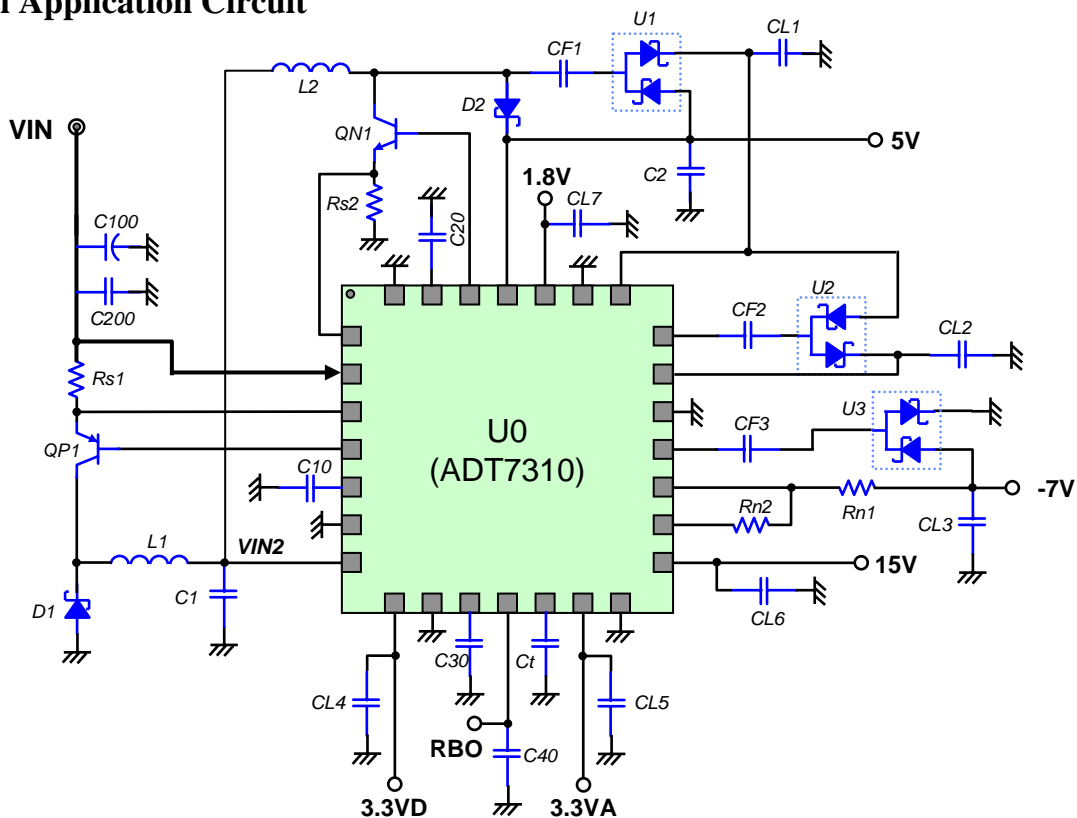 l Application Circuit
U1
CL1
CF1
L2
D2
VIN
QN1
5V
C2
1.8V
Rs2
CL7
C20
C100
C200
U2
CF2
CL2
Rs1
U3
U0
(ADT7310)
CF3
QP1
C10
-7V
Rn2
Rn1
CL3
L1
VIN2
15V
C1
D1
CL6
C30
Ct
CL4
CL5
RBO
C40
3.3VD
3.3VA